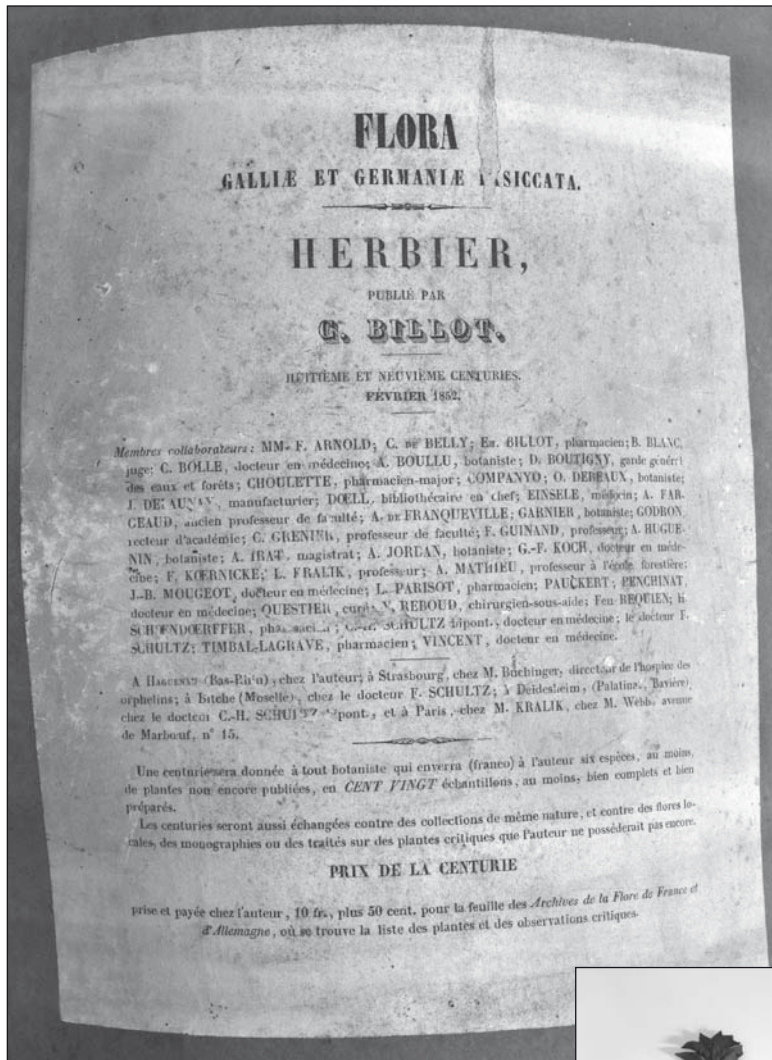 FLORA
GALLIÆ ET GERMANIÆ SICCATA.
HERBIER,
PUBLIÉ PAR
C. BILLOT.
HUITIÈME ET NEUVIÈME CENTURIES.
FÉVRIER 1852.
Membres collaborateurs: MM. F. ARNOLD; C. DE BELLY; EM. BILLOT, pharmacien; B. BLANC,
juge; C. BOLLE, docteur en médecine; A. BOULLU, botaniste; D. BOUTIGNY, garde général
des eaux et forêts; CHOULETTE, pharmacien-major; COMPANYO; O. DEBEAUX, botaniste;
J. manufacturier; DŒLL, bibliothécaire en chef; EINSELE, médecin; A. FAR-
GEAUD, ancien professeur de faculté; A. DE FRANQUEVILLE; GARNIER, botaniste; GODRON,
recteur d'académie; C. GRENIER, professeur de faculté; F. GUINAND, professeur; A. HUGUE-
NIN, botaniste; A. IRAT, magistrat; A. JORDAN, botaniste; G.-F. KOCH, docteur en méde-
cine; F. KŒRNICKE; L. KRALIK, professeur; A. MATHIEU, professeur à l'école forestière;
J.-B. MOUGEOT, docteur en médecine; L. PARISOT, pharmacien; PAUCKERT; PENCHINAT,
docteur en médecine; QUESTIER, REBOUD, chirurgien-sous-aide; Feu REQUIEN; H.
SCHŒNDŒRFFER, C.-H. SCHULTZ Bipont., docteur en médecine; le docteur F.
SCHULTZ; TIMBAL-LAGRAVE, pharmacien; VINCENT, docteur en médecine.
A HAGUENAU (Bas-Rhin), chez l'auteur; à Strasbourg, chez M. Buchinger, directeur de l'hospice des
orphelins; à Bitche (Moselle), chez le docteur F. SCHULTZ; à Deidesheim, (Palatinat, Bavière),
chez le docteur C.-H. SCHULTZ Bipont., et à Paris, chez M. KRALIK, chez M. Webb, avenue
de Marbœuf, n° 15.
Une centurie sera donnée à tout botaniste qui enverra (franco) à l'auteur six espèces, au moins,
de plantes non encore publiées, en CENT VINGT échantillons, au moins, bien complets et bien
préparés.
Les centuries seront aussi échangées contre des collections de même nature, et contre des flores lo-
cales, des monographies ou des traités sur des plantes critiques que l'auteur ne posséderait pas encore.
PRIX DE LA CENTURIE
prise et payée chez l'auteur, 10 fr., plus 50 cent. pour la feuille des Archives de la Flore de France et
d'Allemagne, où se trouve la liste des plantes et des observations critiques.